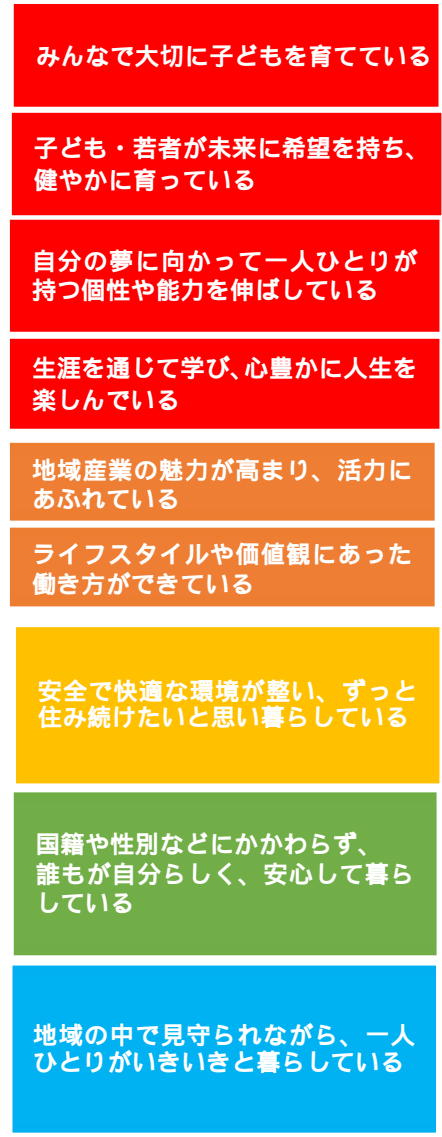 みんなで大切に子どもを育てている
子ども・若者が未来に希望を持ち、
健やかに育っている
自分の夢に向かって一人ひとりが
持つ個性や能力を伸ばしている
生涯を通じて学び、心豊かに人生を
楽しんでいる
地域産業の魅力が高まり、活力に
あふれている
ライフスタイルや価値観にあった
働き方ができている
安全で快適な環境が整い、ずっと
住み続けたいと思い暮らしている
国籍や性別などにかかわらず、
誰もが自分らしく、安心して暮ら
している
地域の中で見守られながら、一人
ひとりがいきいきと暮らしている